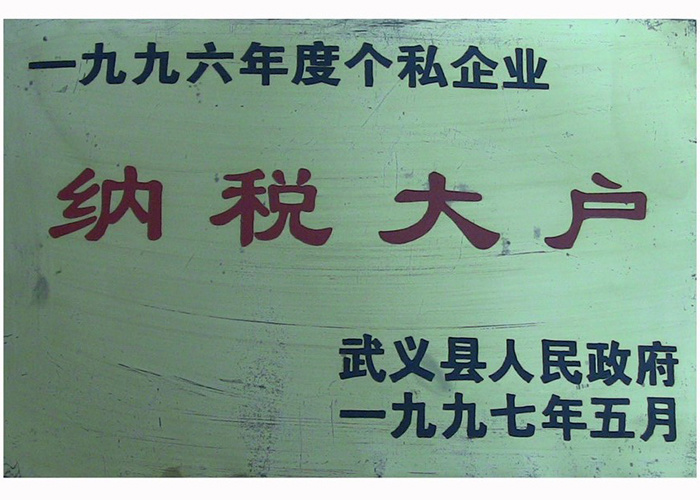 一九九六年度个私企业
纳税大户
武义县人民政府
一九九七年五月